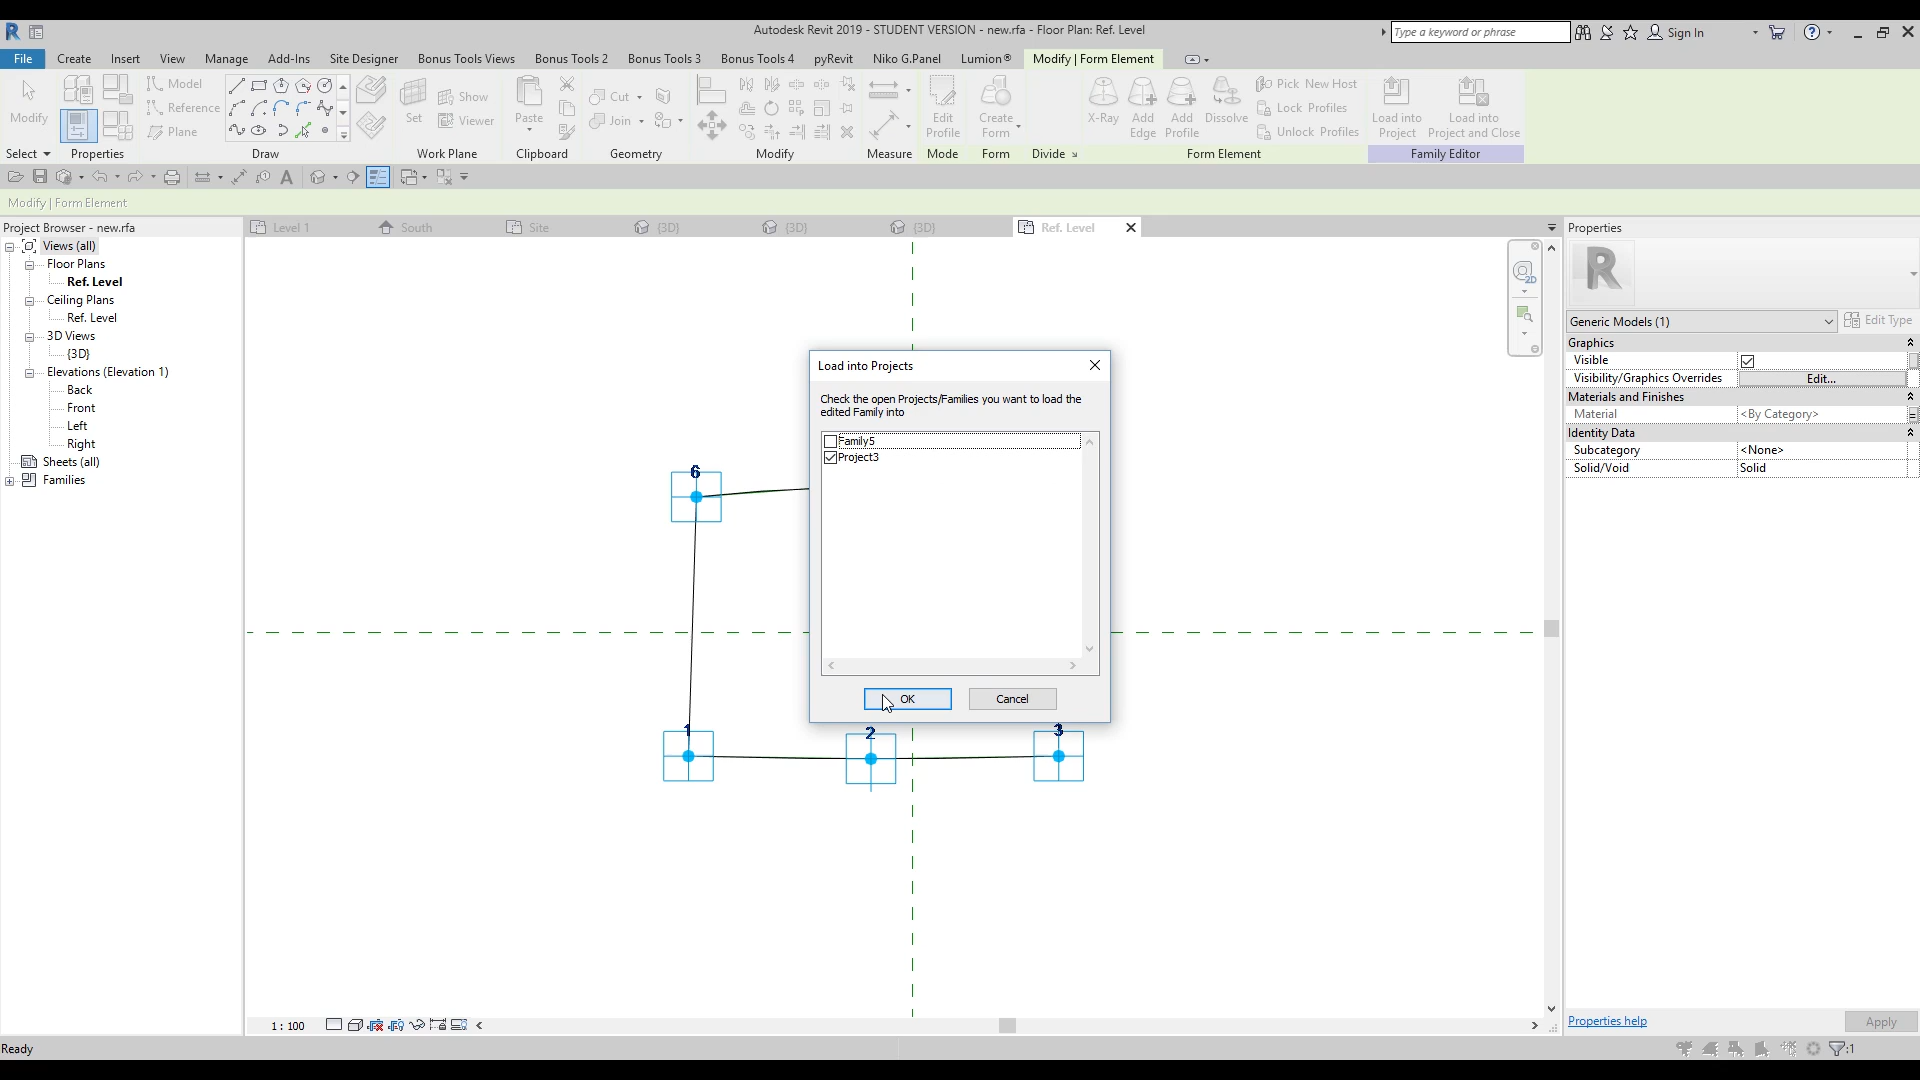 Autodesk Revit 2019 - STUDENT VERSION - new.rfa - Floor Plan: Ref. Level
Type a keyword or phrase
Sign In
File Create Insert View Manage Add-Ins Site Designer Bonus Tools Views Bonus Tools 2 Bonus Tools 3 Bonus Tools 4 pyRevit Niko G.Panel Lumion® Modify | Form Element
Modify
Model
Reference
Plane
Set
Show
Viewer
Paste
Cut
Join
Edit Profile
Create Form
X-Ray
Add Edge
Add Profile
Dissolve
Pick New Host
Lock Profiles
Unlock Profiles
Load into Project
Load into Project and Close
Select Properties Draw Work Plane Clipboard Geometry Modify Measure Mode Form Divide Form Element Family Editor
Modify | Form Element
Project Browser - new.rfa
Level 1 South Site {3D} {3D} {3D} Ref. Level
Views (all)
Floor Plans
Ref. Level
Ceiling Plans
Ref. Level
3D Views
{3D}
Elevations (Elevation 1)
Back
Front
Left
Right
Sheets (all)
Families
2D
6
1
2
3
Load into Projects
Check the open Projects/Families you want to load the
edited Family into
Family5
Project3
OK Cancel
Properties
R
Generic Models (1)
Edit Type
Graphics
Visible
Visibility/Graphics Overrides Edit...
Materials and Finishes
Material <By Category>
Identity Data
Subcategory <None>
Solid/Void Solid
Properties help
Apply
1 : 100
Ready
:1